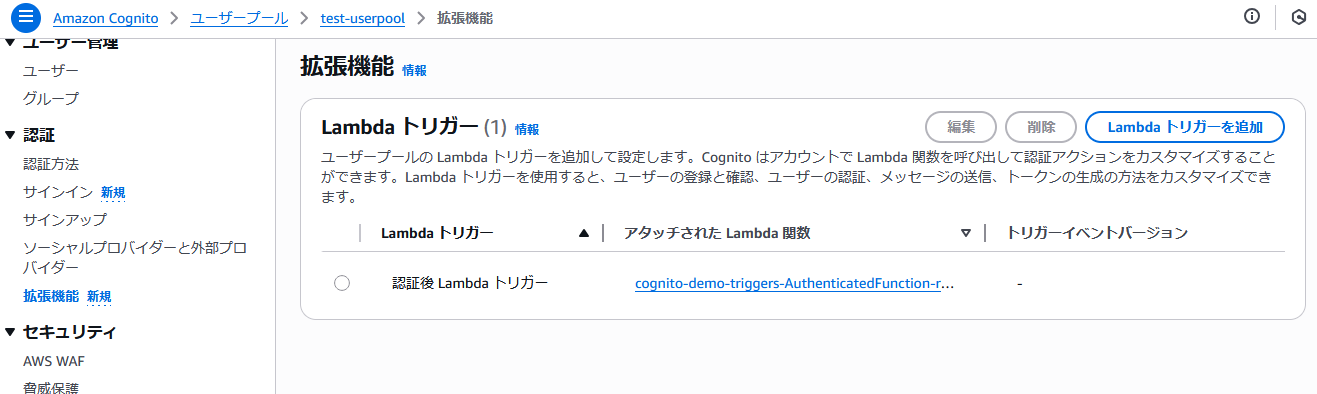 Amazon Cognito > ユーザープール > test-userpool > 拡張機能
ユーザー管理
ユーザー
グループ
認証
認証方法
サインイン 新規
サインアップ
ソーシャルプロバイダーと外部プロ
バイダー
拡張機能 新規
セキュリティ
AWS WAF
脅威保護
拡張機能 情報
Lambda トリガー (1) 情報
編集
削除
Lambda トリガーを追加
ユーザープールの Lambda トリガーを追加して設定します。Cognito はアカウントで Lambda 関数を呼び出して認証アクションをカスタマイズすること
ができます。Lambda トリガーを使用すると、ユーザーの登録と確認、ユーザーの認証、メッセージの送信、トークンの生成の方法をカスタマイズでき
ます。
Lambda トリガー
アタッチされた Lambda 関数
トリガーイベントバージョン
認証後 Lambda トリガー
cognito-demo-triggers-AuthenticatedFunction-r...
-